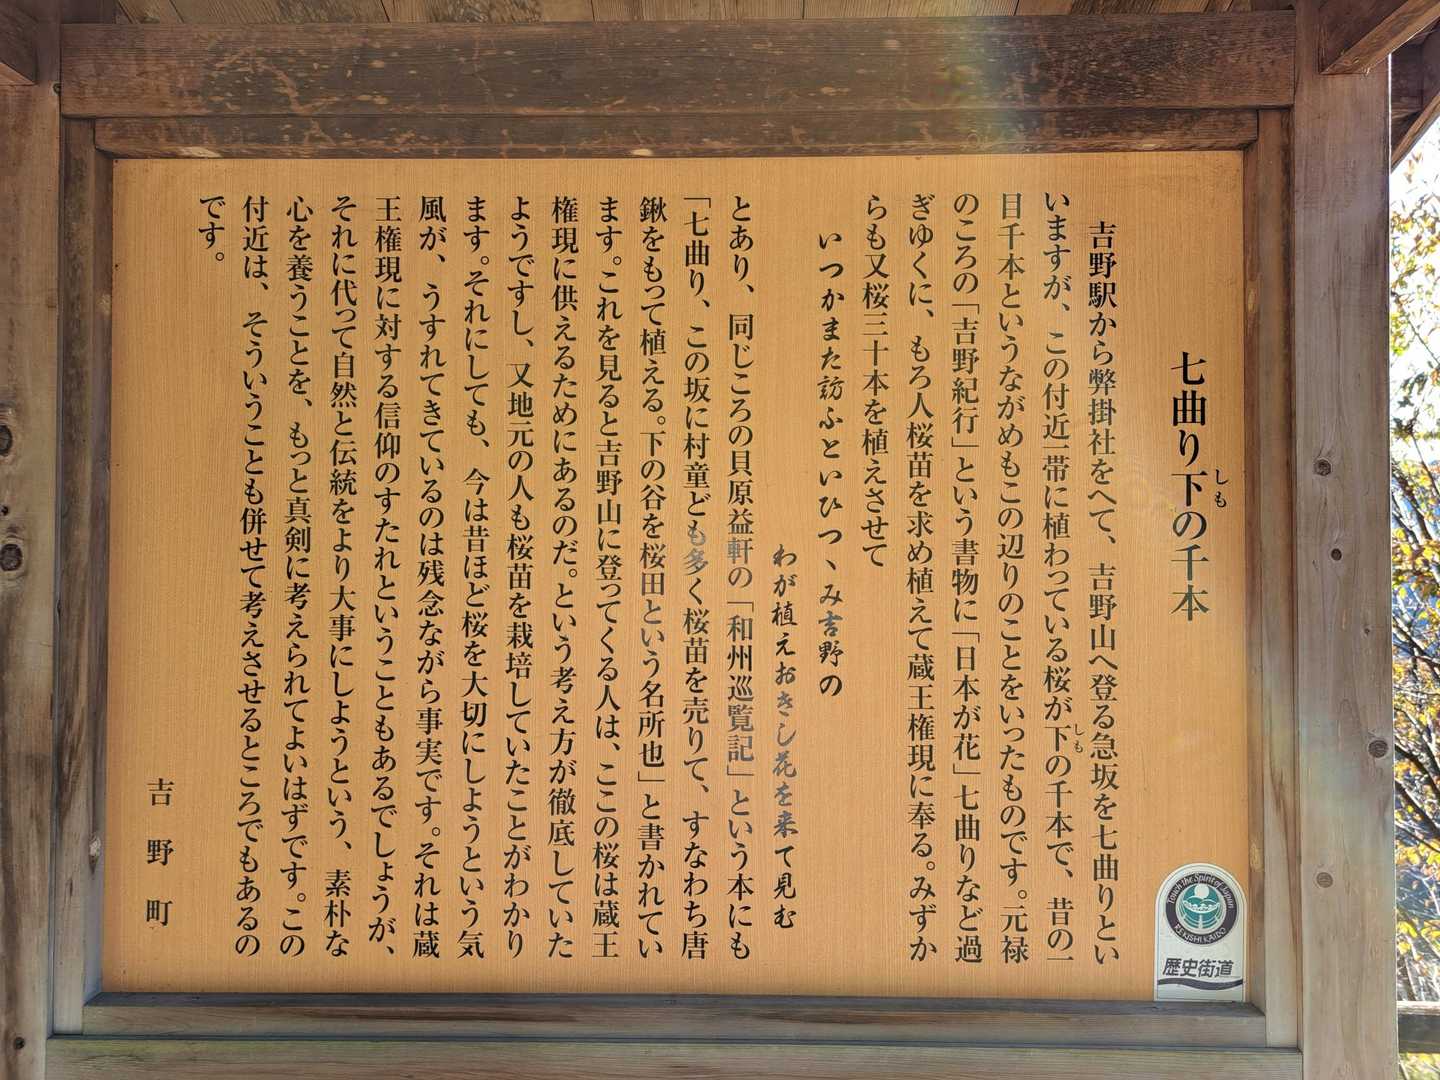 七曲り下の千本
しも
吉野駅から弊掛社をへて、吉野山へ登る急坂を七曲りとい
いますが、この付近一帯に植わっている桜が下の千本で、昔の一
しも
目千本というながめもこの辺りのことをいったものです。元禄
のころの「吉野紀行」という書物に「日本が花」七曲りなど過
ぎゆくに、もろ人桜苗を求め植えて蔵王権現に奉る。みずか
らも又桜三十本を植えさせて
いつかまた訪ふといひつヽみ吉野の
わが植えおきし花を来て見む
とあり、同じころの貝原益軒の「和州巡覧記」という本にも
「七曲り、この坂に村童ども多く桜苗を売りて、すなわち唐
鍬をもって植える。下の谷を桜田という名所也」と書かれてい
ます。これを見ると吉野山に登ってくる人は、ここの桜は蔵王
権現に供えるためにあるのだ。という考え方が徹底していた
ようですし、又地元の人も桜苗を栽培していたことがわかり
ます。それにしても、今は昔ほど桜を大切にしようという気
風が、うすれてきているのは残念ながら事実です。それは蔵
王権現に対する信仰のすたれということもあるでしょうが、
それに代って自然と伝統をより大事にしようという、素朴な
心を養うことを、もっと真剣に考えられてよいはずです。この
付近は、そういうことも併せて考えさせるところでもあるの
です。
吉野町
Touch The Spirit of Japan
REKISHI KAIDO
歴史街道